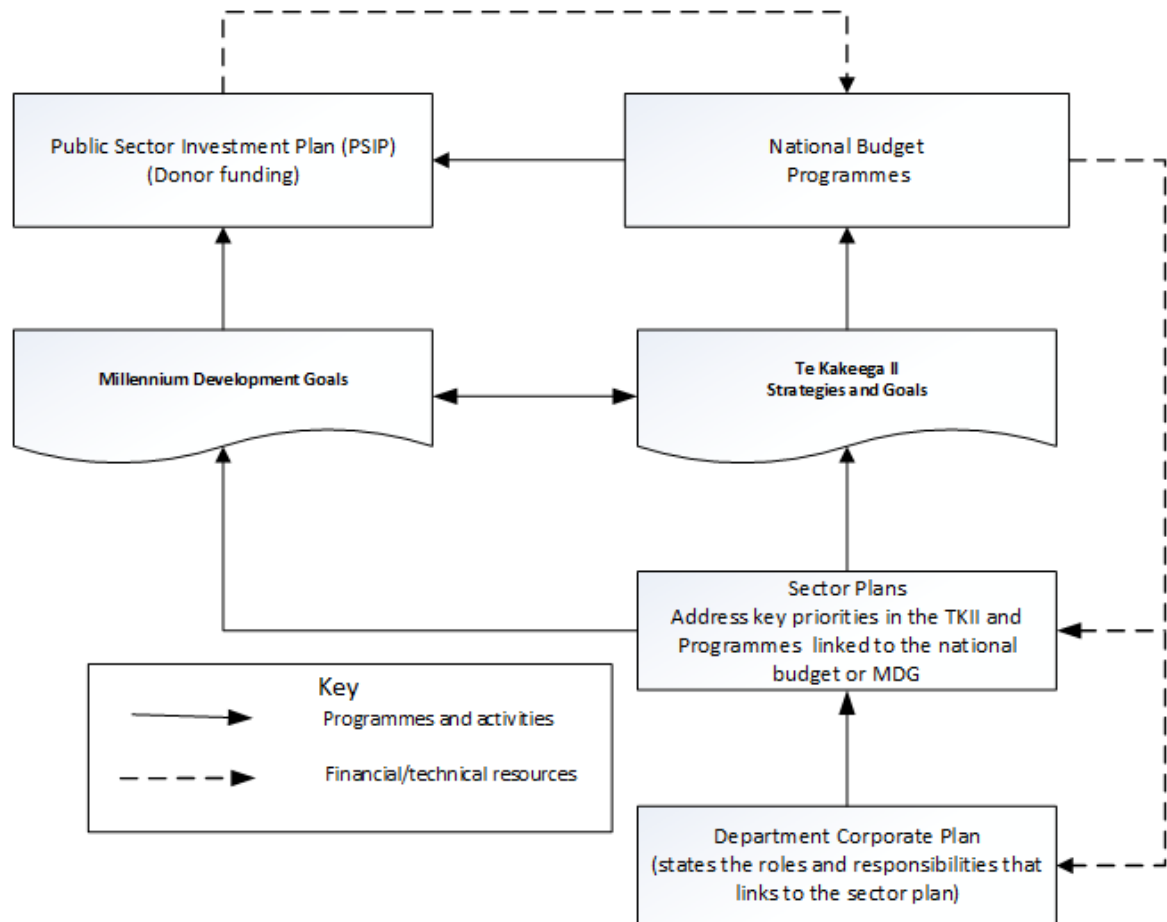 Public Sector Investment Plan (PSIP)
(Donor funding)
National Budget
Programmes
Millennium Development Goals
Te Kakeega II
Strategies and Goals
Sector Plans
Address key priorities in the TKII and
Programmes linked to the national
budget or MDG
Key
Programmes and activities
Financial/technical resources
Department Corporate Plan
(states the roles and responsibilities that
links to the sector plan)